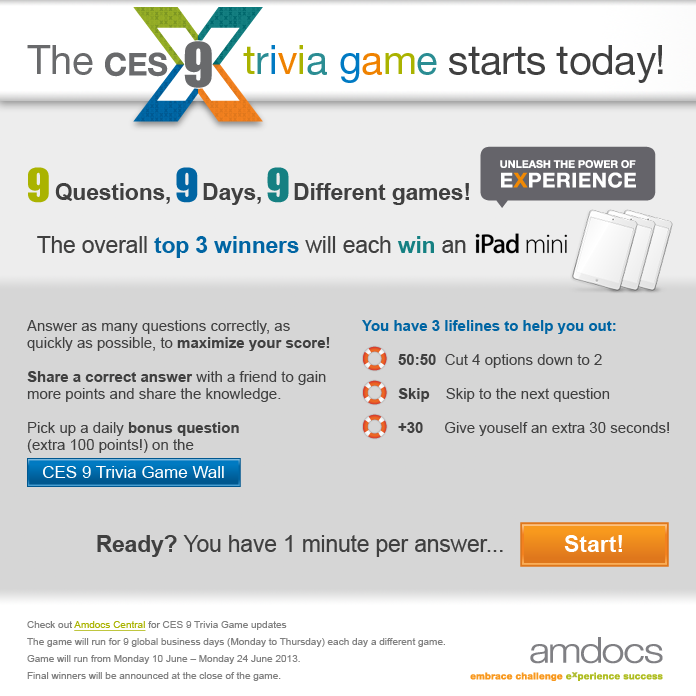 The CES 9 trivia game starts today!
9 Questions, 9 Days, 9 Different games!
UNLEASH THE POWER OF
EXPERIENCE
The overall top 3 winners will each win an iPad mini
Answer as many questions correctly, as
quickly as possible, to maximize your score!
Share a correct answer with a friend to gain
more points and share the knowledge.
Pick up a daily bonus question
(extra 100 points!) on the
CES 9 Trivia Game Wall
You have 3 lifelines to help you out:
50:50 Cut 4 options down to 2
Skip Skip to the next question
+30 Give youself an extra 30 seconds!
Ready? You have 1 minute per answer...
Start!
Check out Amdocs Central for CES 9 Trivia Game updates
The game will run for 9 global business days (Monday to Thursday) each day a different game.
Game will run from Monday 10 June – Monday 24 June 2013.
Final winners will be announced at the close of the game.
amdocs
embrace challenge experience success